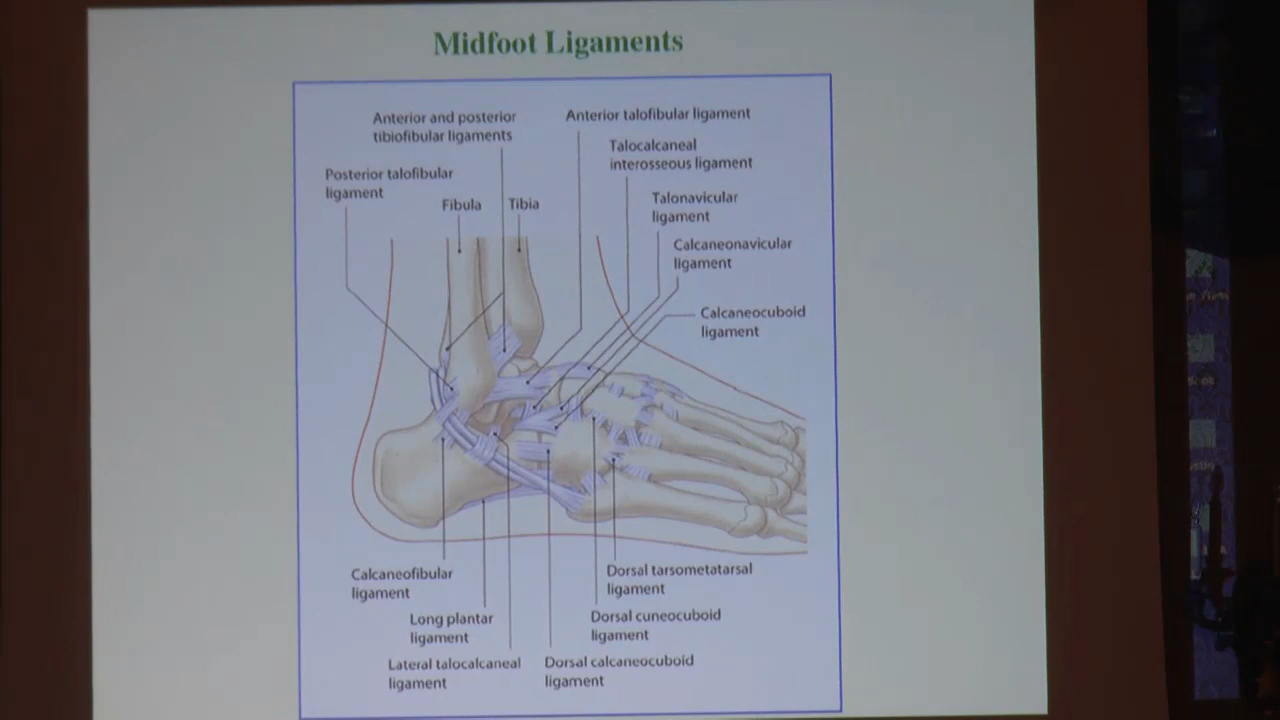 Midfoot Ligaments
Anterior and posterior
tibiofibular ligaments
Anterior talofibular ligament
Talocalcaneal
interosseous ligament
Posterior talofibular
ligament
Fibula
Tibia
Talonavicular
ligament
Calcaneonavicular
ligament
Calcaneocuboid
ligament
Calcaneofibular
ligament
Dorsal tarsometatarsal
ligament
Long plantar
ligament
Dorsal cuneocuboid
ligament
Lateral talocalcaneal
ligament
Dorsal calcaneocuboid
ligament